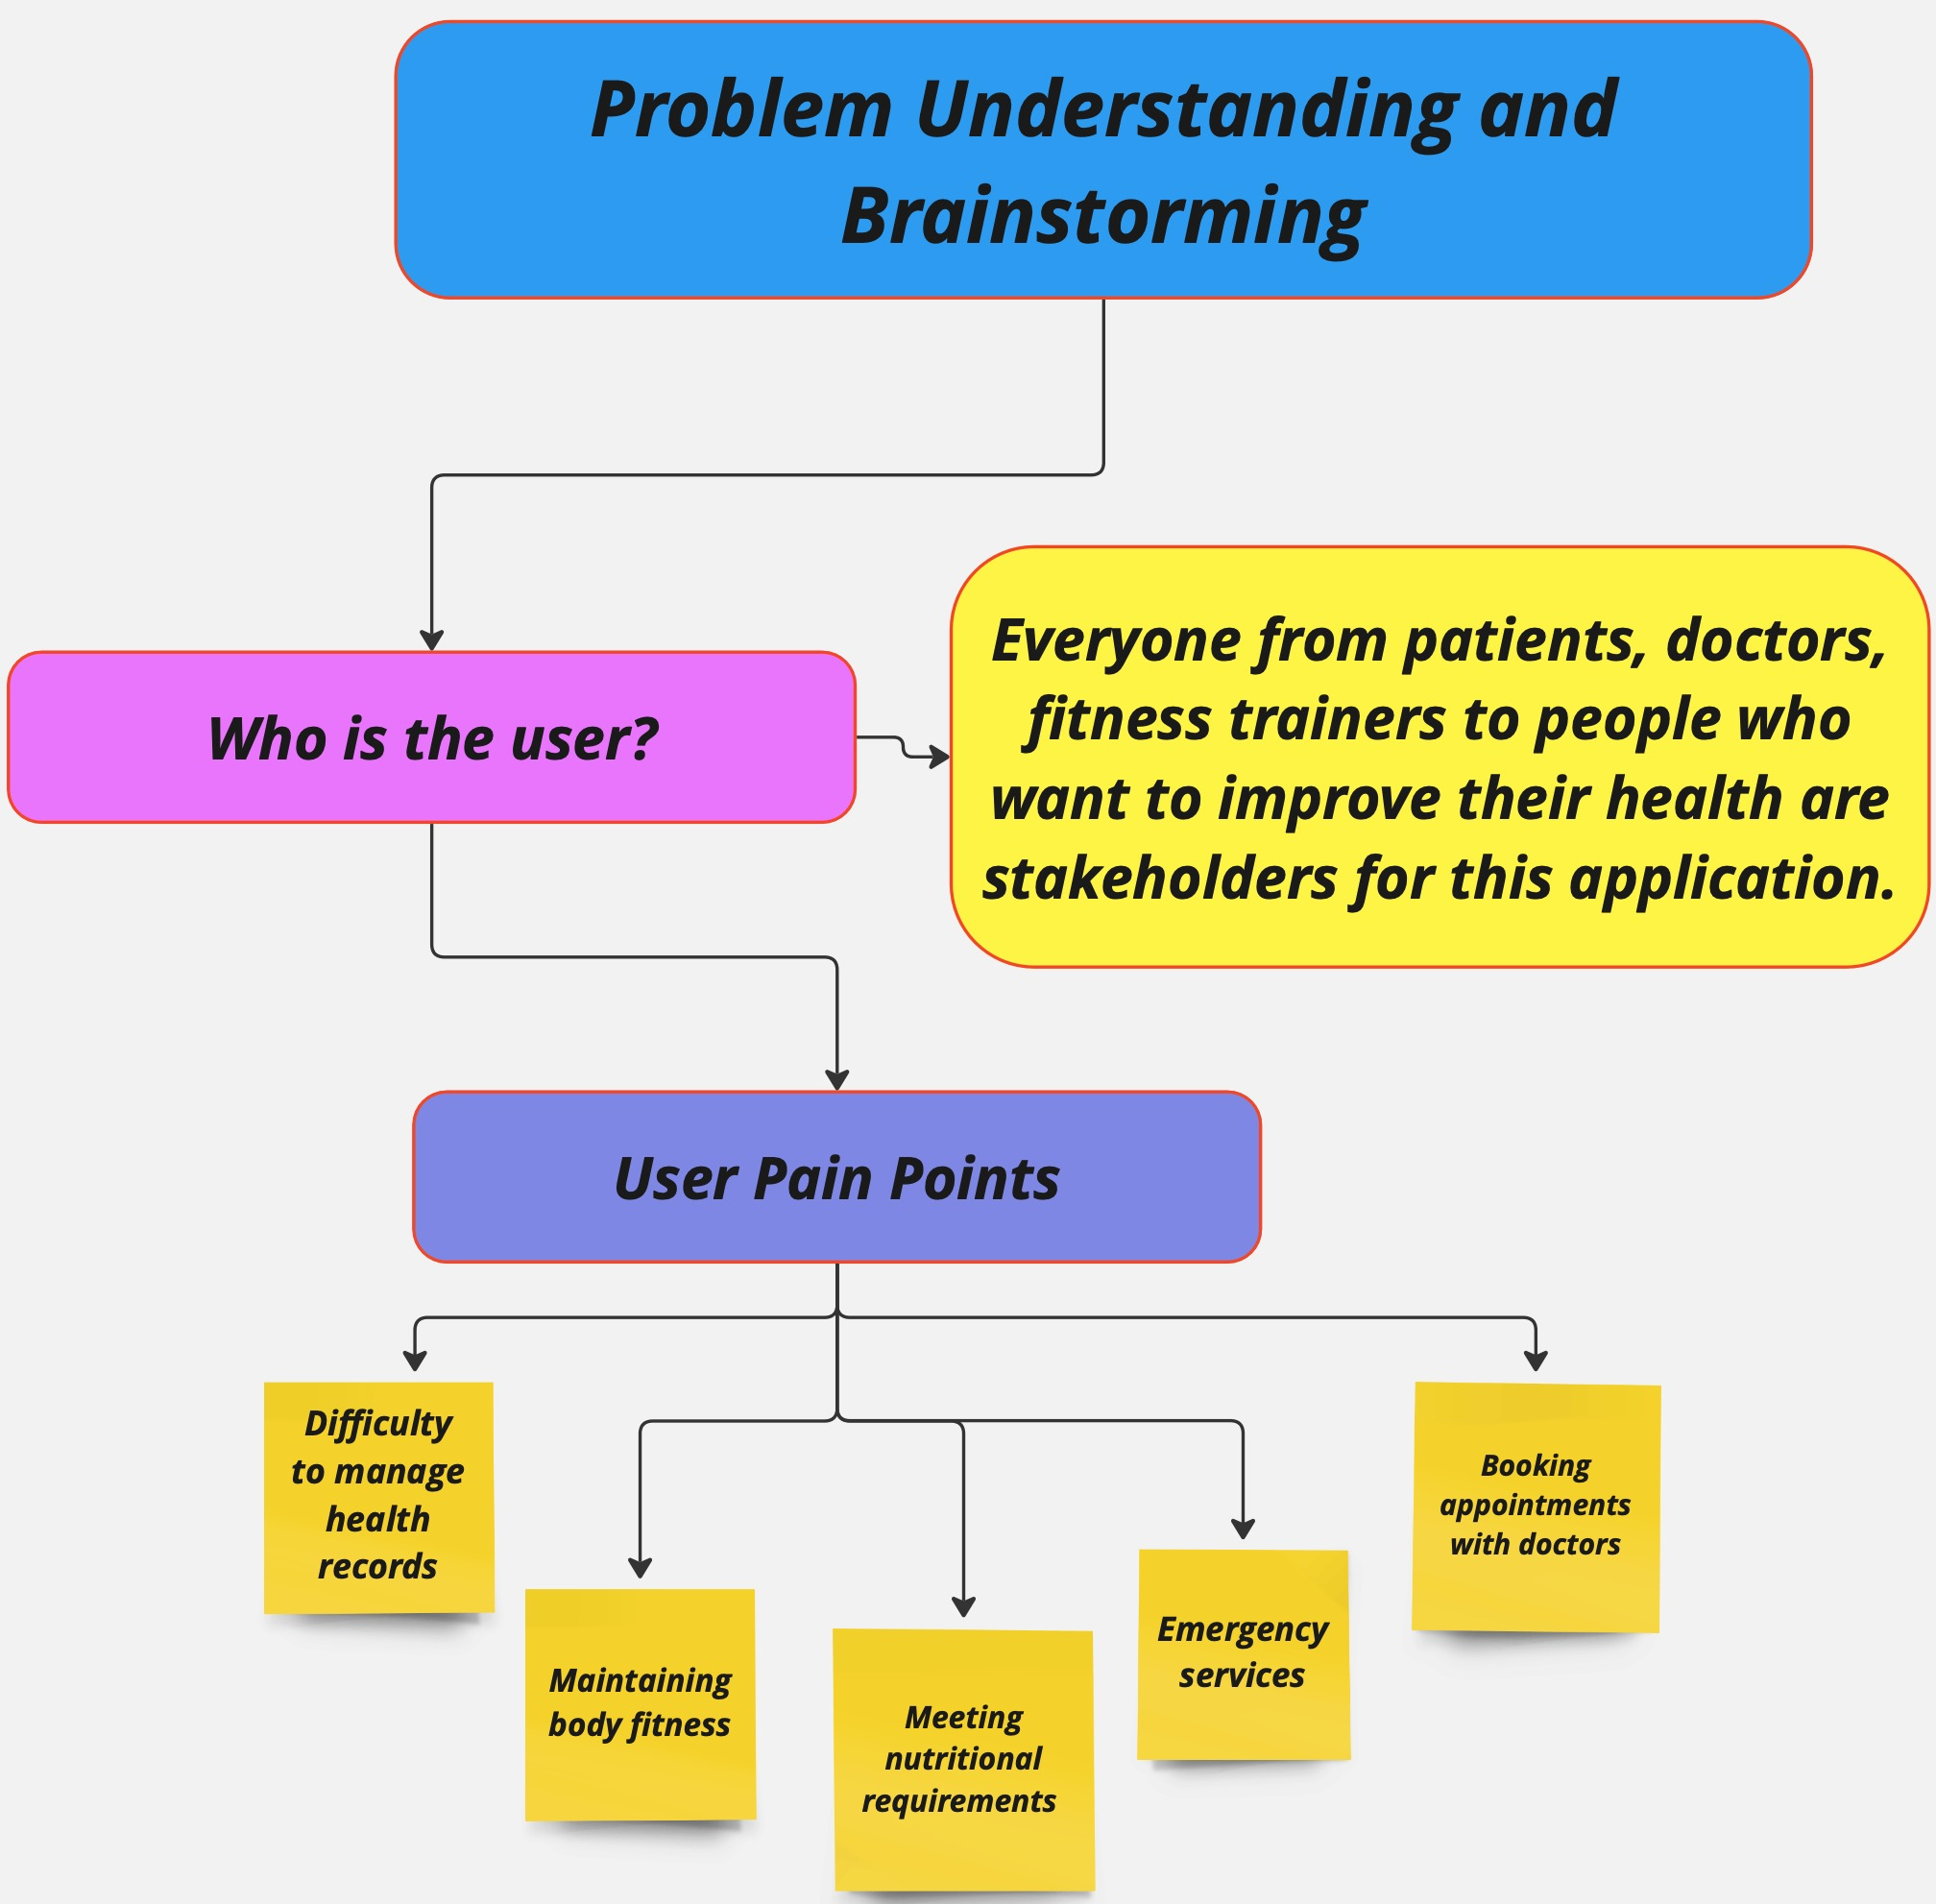 Problem Understanding and
Brainstorming
Who is the user?
Everyone from patients, doctors,
fitness trainers to people who
want to improve their health are
stakeholders for this application.
User Pain Points
Difficulty
to manage
health
records
Maintaining
body fitness
Meeting
nutritional
requirements
Emergency
services
Booking
appointments
with doctors